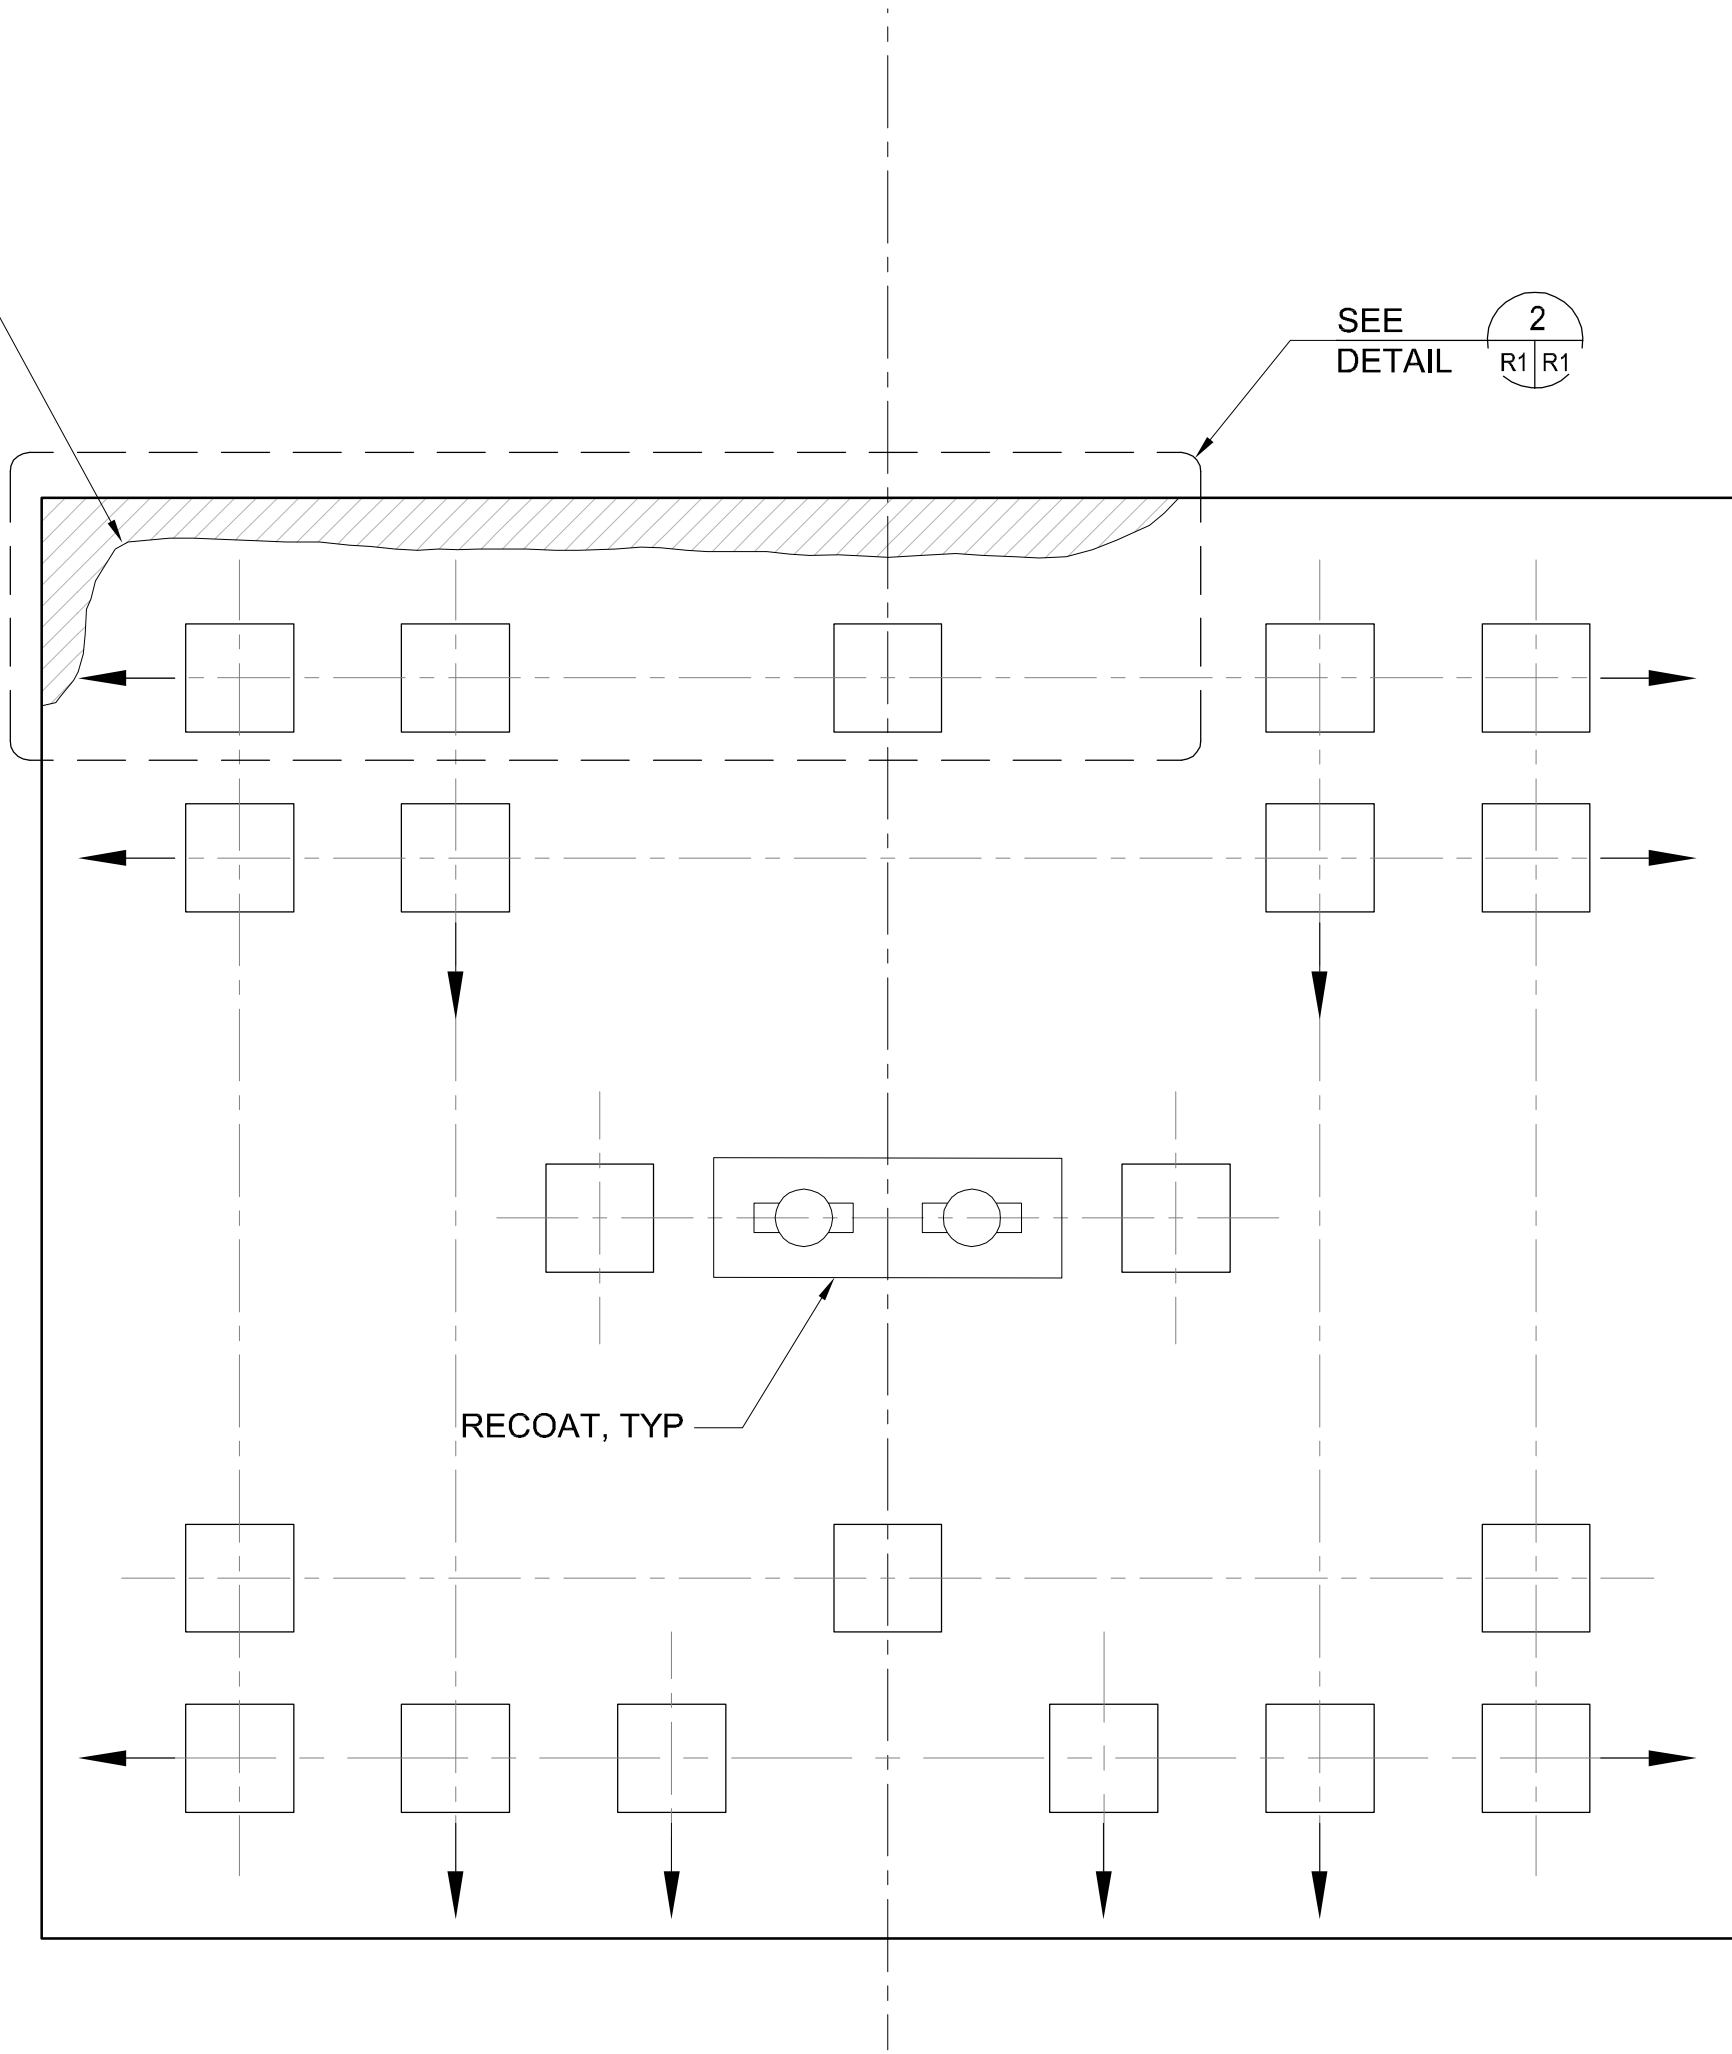 SEE
DETAIL
2
R1 R1
RECOAT, TYP